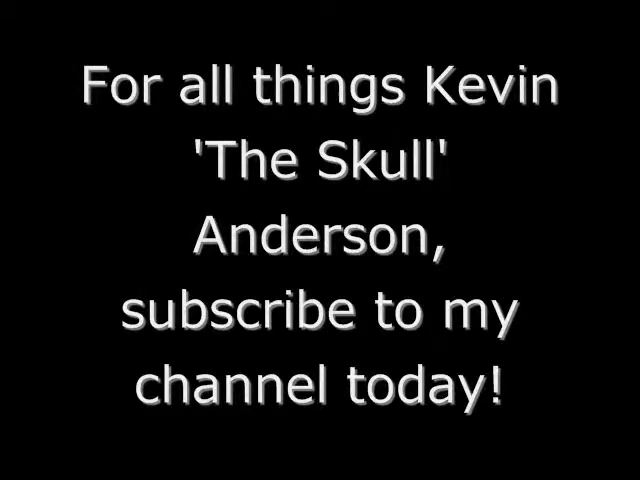 For all things Kevin
'The Skull'
Anderson,
subscribe to my
channel today!